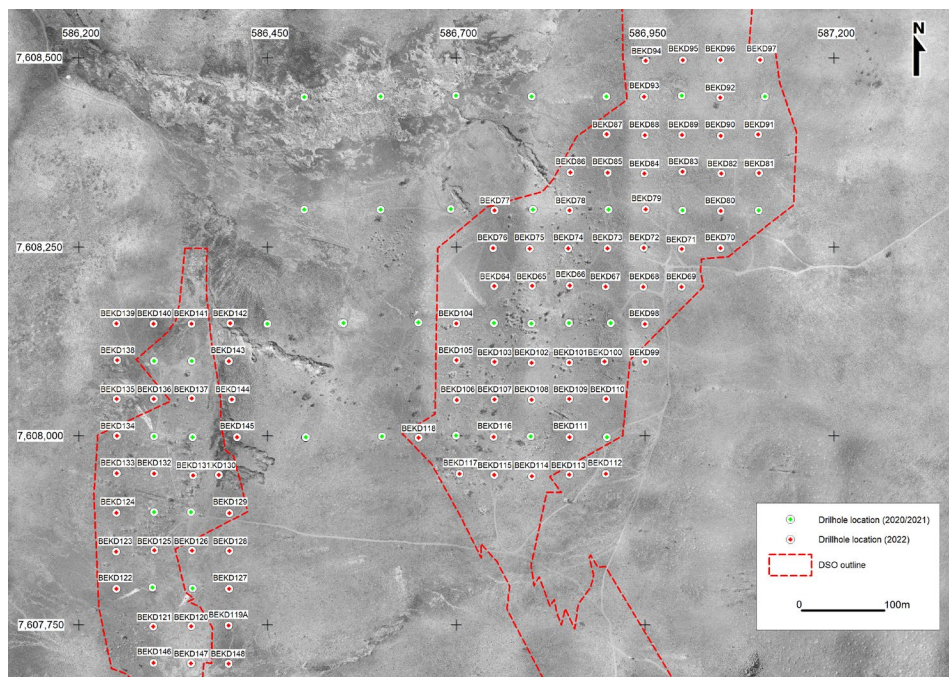 586,200 586,450 586,700 586,950 587,200
N
7,608,500
BEKD94 BEKD95 BEKD96 BEKD97
BEKD93 BEKD92
BEKD87 BEKD88 BEKD89 BEKD90 BEKD91
BEKD86 BEKD85 BEKD84 BEKD83 BEKD82 BEKD81
BEKD77 BEKD78 BEKD79 BEKD80
7,608,250
BEKD76 BEKD75 BEKD74 BEKD73 BEKD72 BEKD71 BEKD70
BEKD64 BEKD65 BEKD66 BEKD67 BEKD68 BEKD69
BEKD139 BEKD140 BEKD141 BEKD142 BEKD104 BEKD98
BEKD138 BEKD143 BEKD105 BEKD103 BEKD102 BEKD101 BEKD100 BEKD99
BEKD135 BEKD136 BEKD137 BEKD144 BEKD106 BEKD107 BEKD108 BEKD109 BEKD110
7,608,000
BEKD134 BEKD145 BEKD118 BEKD116 BEKD111
BEKD133 BEKD132 BEKD131 KD130 BEKD117 BEKD115 BEKD114 BEKD113 BEKD112
BEKD124 BEKD129
BEKD123 BEKD125 BEKD126 BEKD128
BEKD122 BEKD127
7,607,750
BEKD121 BEKD120 BEKD119A
BEKD146 BEKD147 BEKD148
Drillhole location (2020/2021)
Drillhole location (2022)
DSO outline
0 100m